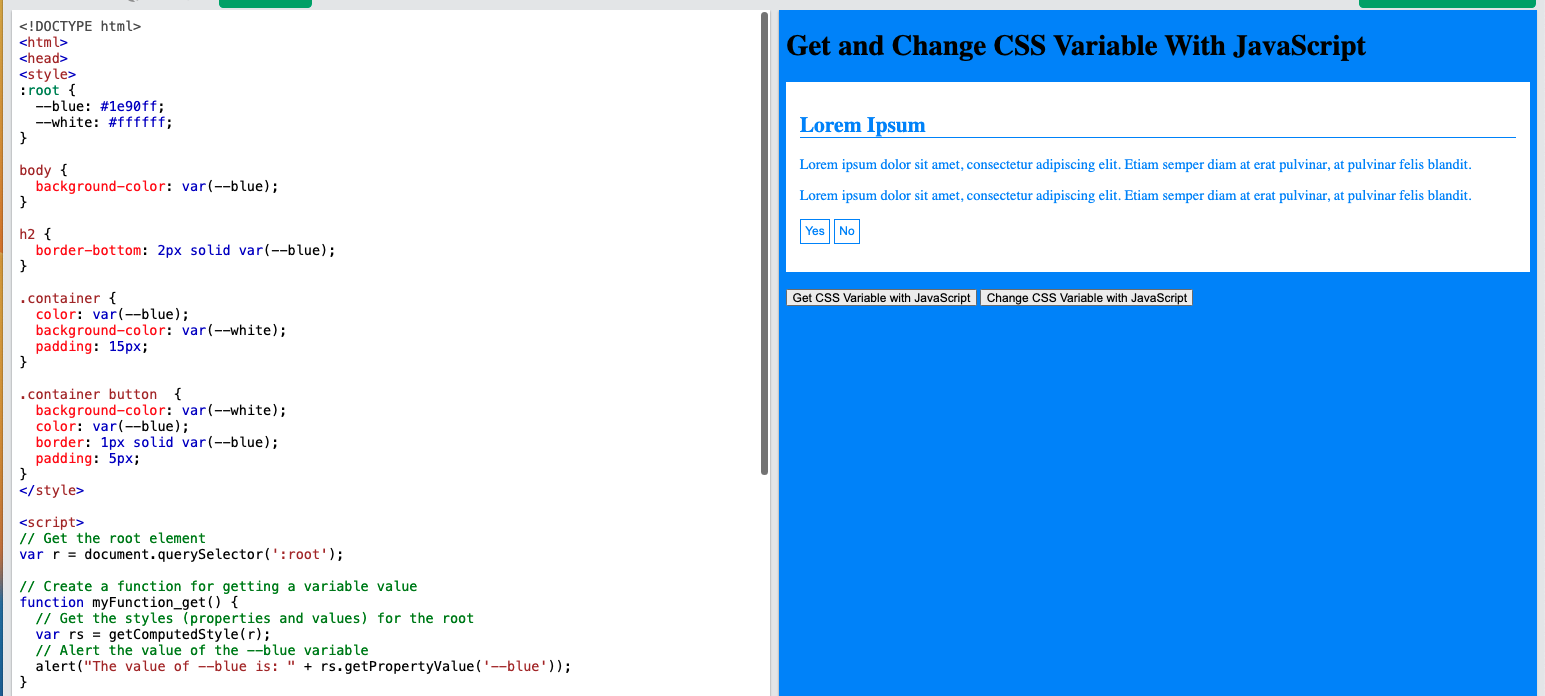 <!DOCTYPE html>
<html>
<head>
<style>
:root {
  --blue: #1e90ff;
  --white: #ffffff;
}

body {
  background-color: var(--blue);
}

h2 {
  border-bottom: 2px solid var(--blue);
}

.container {
  color: var(--blue);
  background-color: var(--white);
  padding: 15px;
}

.container button  {
  background-color: var(--white);
  color: var(--blue);
  border: 1px solid var(--blue);
  padding: 5px;
}
</style>

<script>
// Get the root element
var r = document.querySelector(':root');

// Create a function for getting a variable value
function myFunction_get() {
  // Get the styles (properties and values) for the root
  var rs = getComputedStyle(r);
  // Alert the value of the --blue variable
  alert("The value of --blue is: " + rs.getPropertyValue('--blue'));
}
Get and Change CSS Variable With JavaScript
Lorem Ipsum
Lorem ipsum dolor sit amet, consectetur adipiscing elit. Etiam semper diam at erat pulvinar, at pulvinar felis blandit.
Lorem ipsum dolor sit amet, consectetur adipiscing elit. Etiam semper diam at erat pulvinar, at pulvinar felis blandit.
Yes No
Get CSS Variable with JavaScript Change CSS Variable with JavaScript